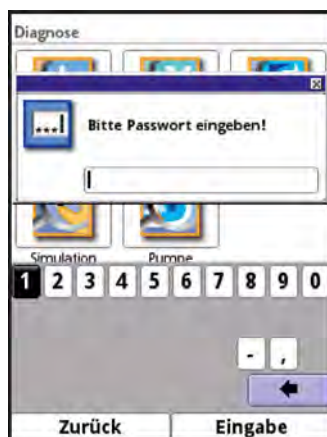 Diagnose
...|
Bitte Passwort eingeben!
Simulation Pumpe
1 2 3 4 5 6 7 8 9 0
- ,
Zurück Eingabe